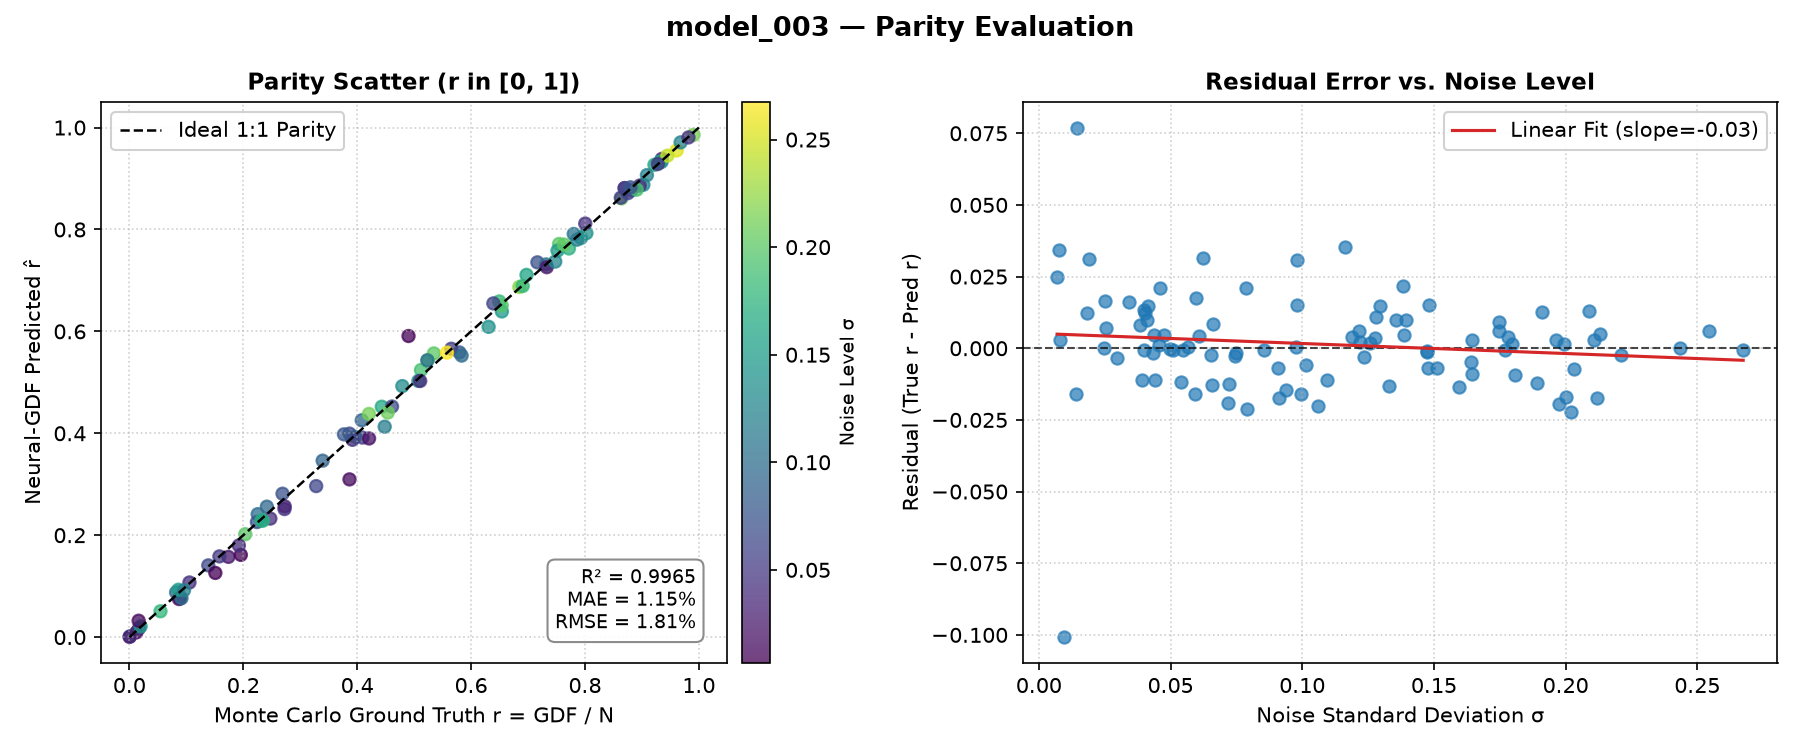 model_003 — Parity Evaluation
Parity Scatter (r in [0, 1])
Ideal 1:1 Parity
1.0
0.8
0.6
0.4
0.2
0.0
Neural-GDF Predicted r̂
0.0 0.2 0.4 0.6 0.8 1.0
Monte Carlo Ground Truth r = GDF / N
R² = 0.9965
MAE = 1.15%
RMSE = 1.81%
0.25
0.20
0.15
0.10
0.05
Noise Level σ
Residual Error vs. Noise Level
Linear Fit (slope=-0.03)
0.075
0.050
0.025
0.000
−0.025
−0.050
−0.075
−0.100
Residual (True r - Pred r)
0.00 0.05 0.10 0.15 0.20 0.25
Noise Standard Deviation σ